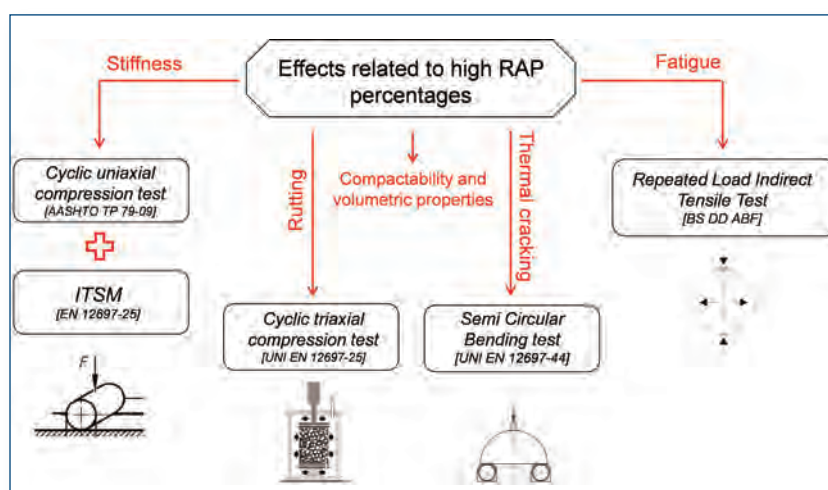 Effects related to high RAP
percentages
Stiffness
Cyclic uniaxial
compression test
[AASHTO TP 79-09]
ITSM
[EN 12697-25]
F
Rutting
Cyclic triaxial
compression test
[UNI EN 12697-25]
Compactability and
volumetric properties
Thermal cracking
Semi Circular
Bending test
[UNI EN 12697-44]
Fatigue
Repeated Load Indirect
Tensile Test
[BS DD ABF]